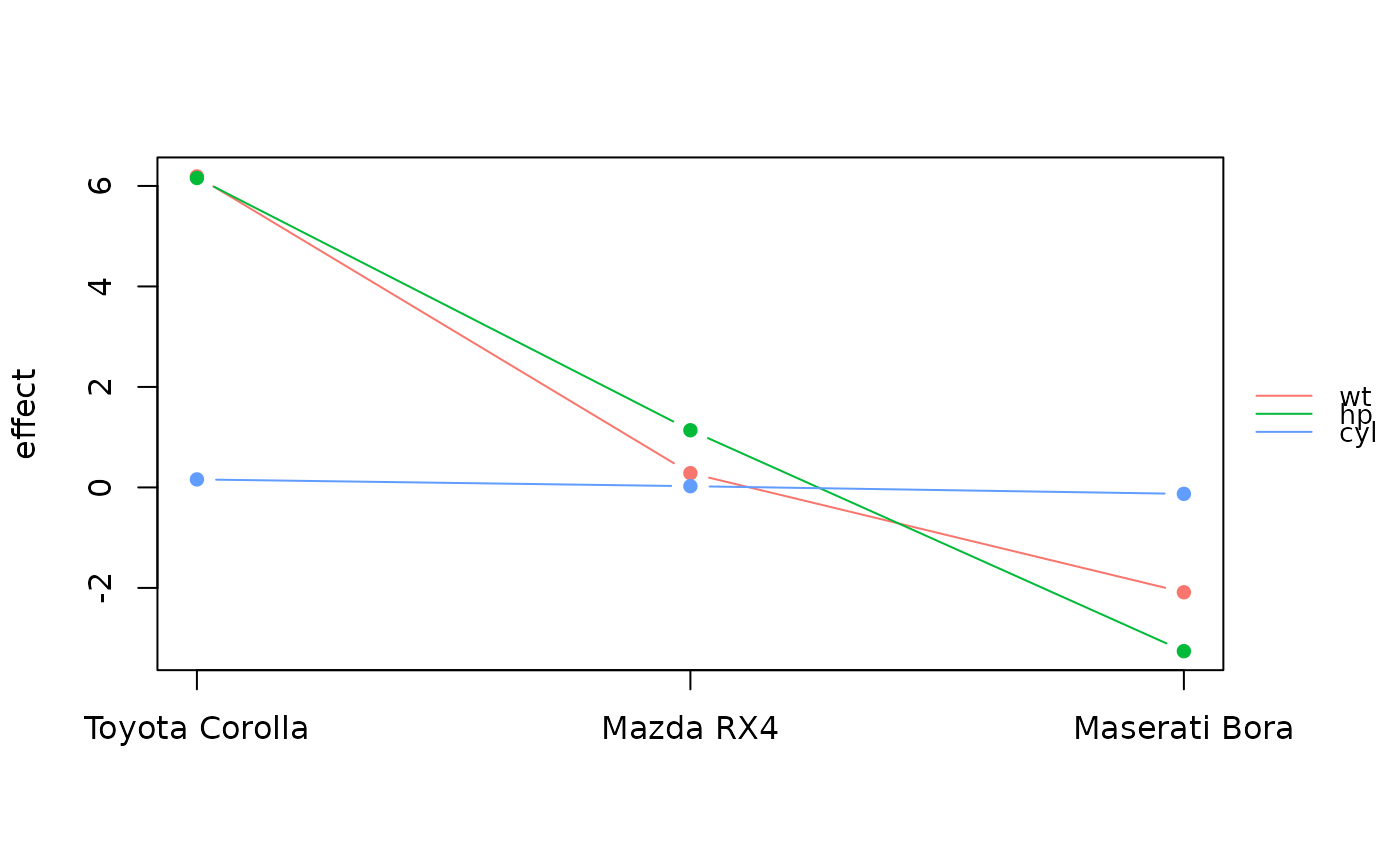 effect
6
4
2
0
-2
Toyota Corolla
Mazda RX4
Maserati Bora
wt
hp
cyl